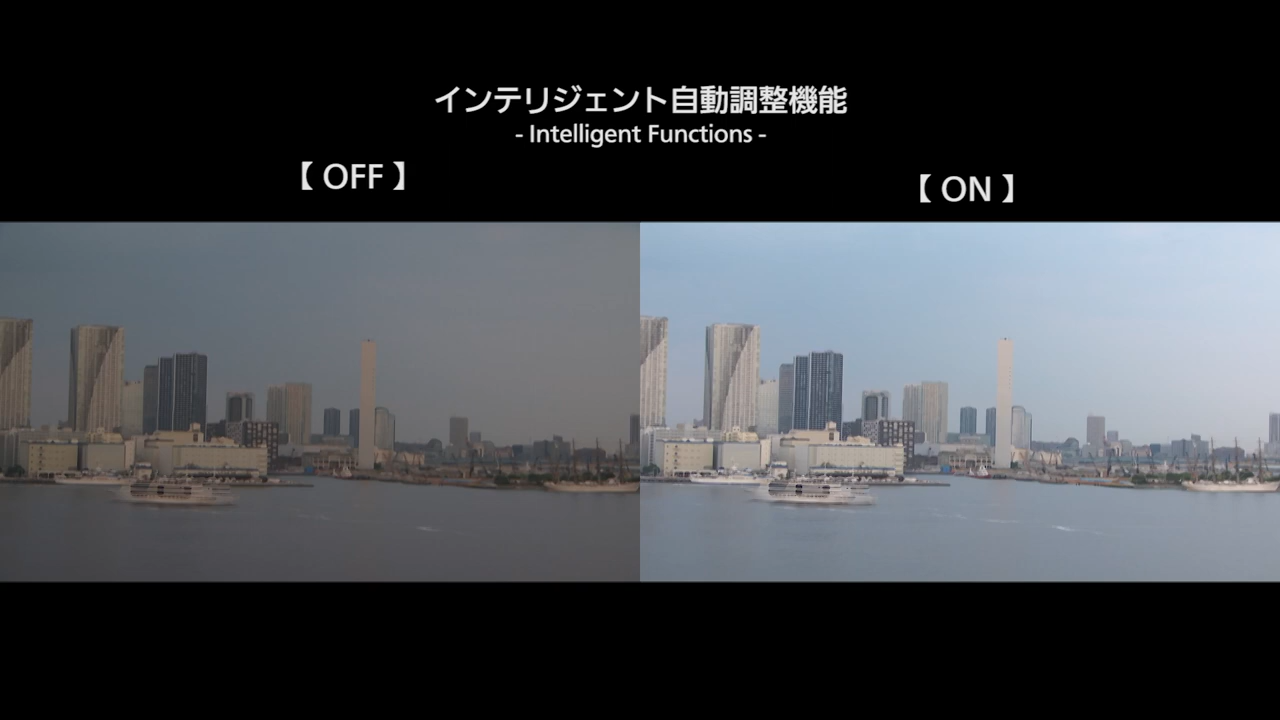 インテリジェント自動調整機能
- Intelligent Functions -
【 OFF 】
【 ON 】